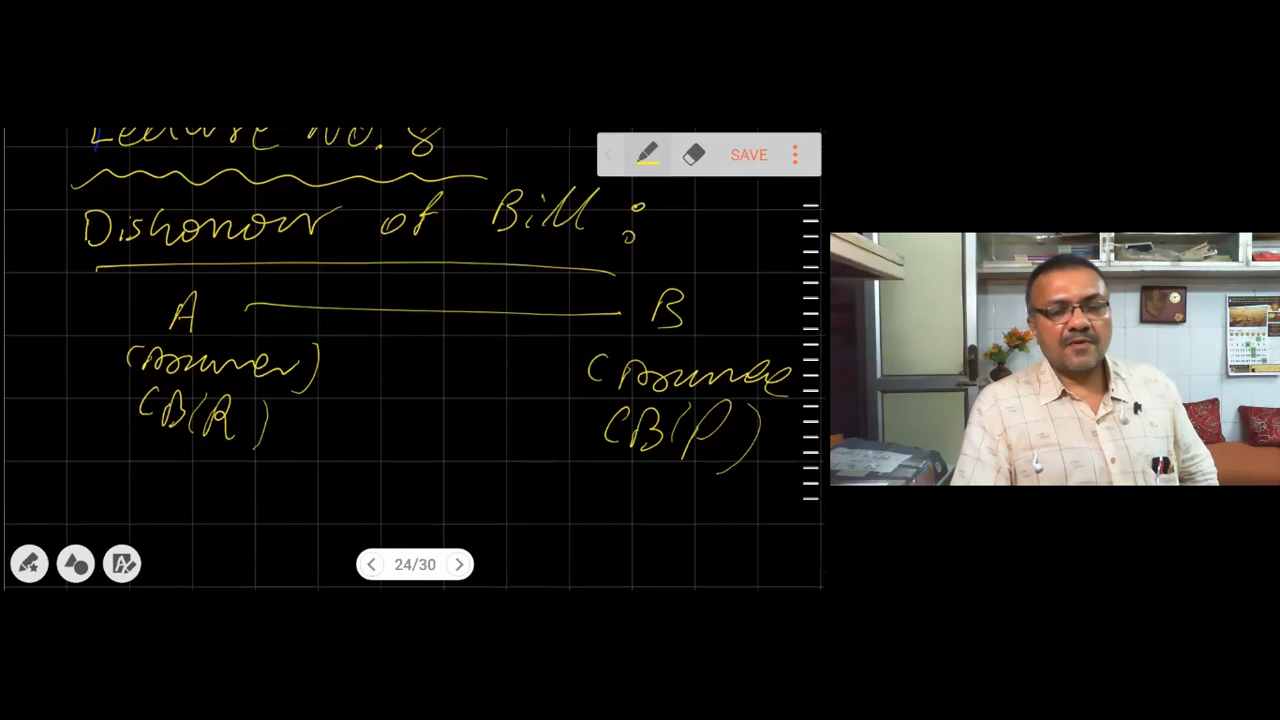 Lecture No. 8
SAVE
Dishonour of Bill :
A B
(Drawer) (Drawee
(B/R) (B/P)
24/30